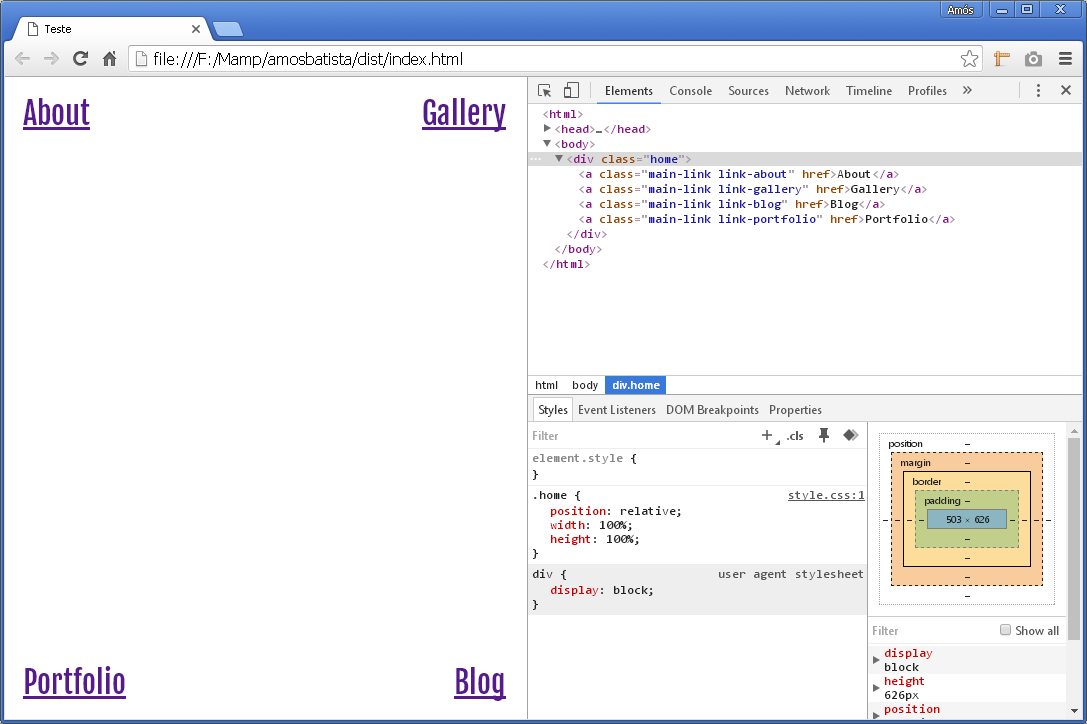 Amós
Teste
file:///F:/Mamp/amosbatista/dist/index.html
About
Gallery
Portfolio
Blog
Elements Console Sources Network Timeline Profiles »
<html>
<head>…</head>
<body>
<div class="home">
<a class="main-link link-about" href>About</a>
<a class="main-link link-gallery" href>Gallery</a>
<a class="main-link link-blog" href>Blog</a>
<a class="main-link link-portfolio" href>Portfolio</a>
</div>
</body>
</html>
html body div.home
Styles Event Listeners DOM Breakpoints Properties
Filter + .cls
element.style {
}
.home { style.css:1
position: relative;
width: 100%;
height: 100%;
}
div { user agent stylesheet
display: block;
}
position –
margin –
border –
padding –
– – – – 503 × 626 – – – –
–
–
–
–
Filter Show all
display
block
height
626px
position